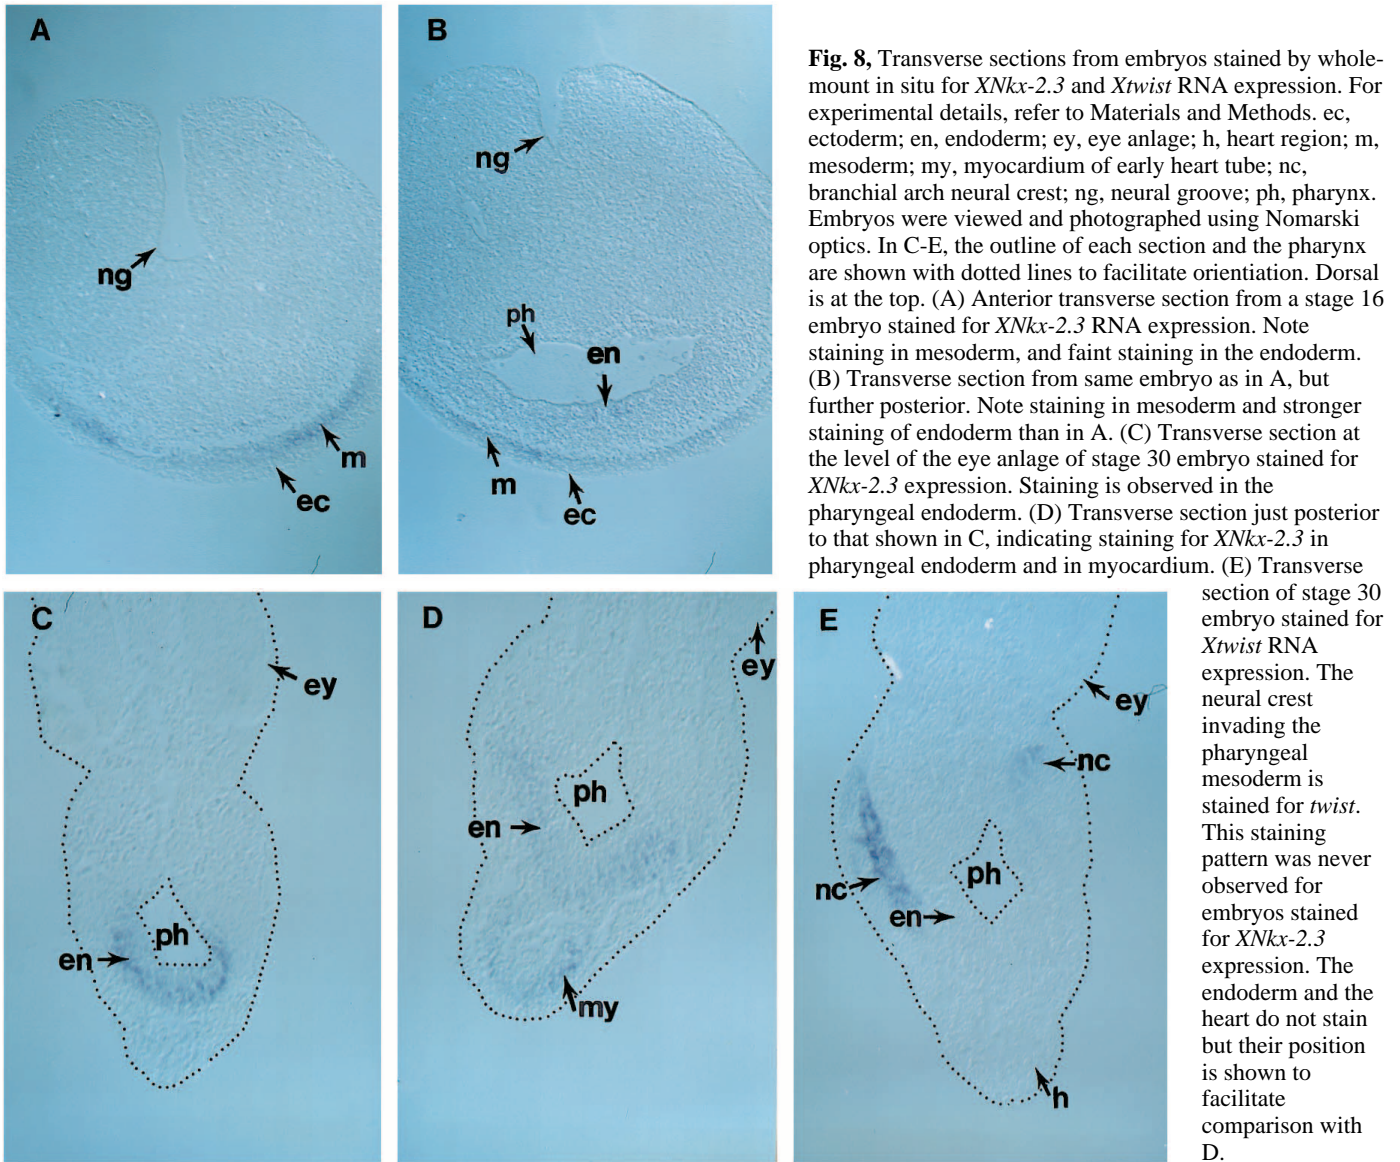 A
ng
m
ec
B
ng
ph
en
m
ec
Fig. 8, Transverse sections from embryos stained by whole-
mount in situ for XNkx-2.3 and Xtwist RNA expression. For
experimental details, refer to Materials and Methods. ec,
ectoderm; en, endoderm; ey, eye anlage; h, heart region; m,
mesoderm; my, myocardium of early heart tube; nc,
branchial arch neural crest; ng, neural groove; ph, pharynx.
Embryos were viewed and photographed using Nomarski
optics. In C-E, the outline of each section and the pharynx
are shown with dotted lines to facilitate orientiation. Dorsal
is at the top. (A) Anterior transverse section from a stage 16
embryo stained for XNkx-2.3 RNA expression. Note
staining in mesoderm, and faint staining in the endoderm.
(B) Transverse section from same embryo as in A, but
further posterior. Note staining in mesoderm and stronger
staining of endoderm than in A. (C) Transverse section at
the level of the eye anlage of stage 30 embryo stained for
XNkx-2.3 expression. Staining is observed in the
pharyngeal endoderm. (D) Transverse section just posterior
to that shown in C, indicating staining for XNkx-2.3 in
pharyngeal endoderm and in myocardium. (E) Transverse
section of stage 30
embryo stained for
Xtwist RNA
expression. The
neural crest
invading the
pharyngeal
mesoderm is
stained for twist.
This staining
pattern was never
observed for
embryos stained
for XNkx-2.3
expression. The
endoderm and the
heart do not stain
but their position
is shown to
facilitate
comparison with
D.
C
ey
ph
en
D
ey
ph
en
my
E
ey
nc
ph
nc
en
h